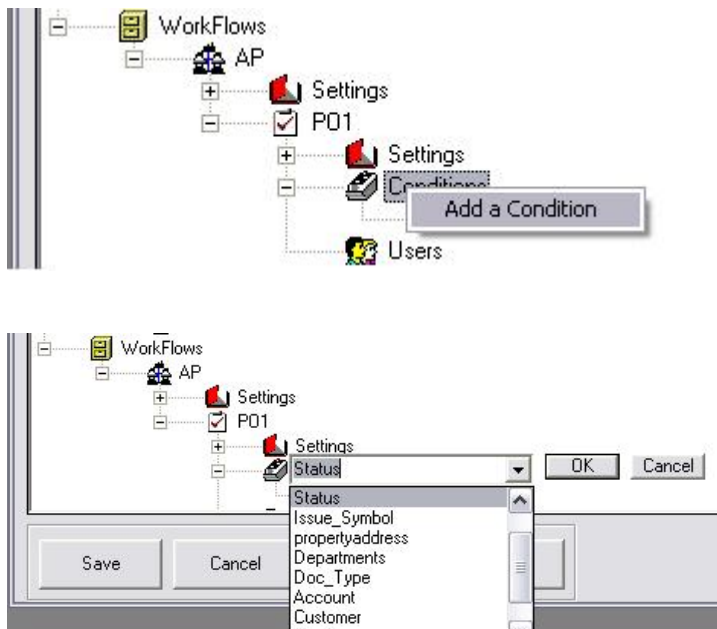 WorkFlows
AP
Settings
P01
Settings
Conditions
Add a Condition
Users
WorkFlows
AP
Settings
P01
Settings
Status OK Cancel
Status
Issue_Symbol
propertyaddress
Departments
Doc_Type
Account
Customer
Save Cancel